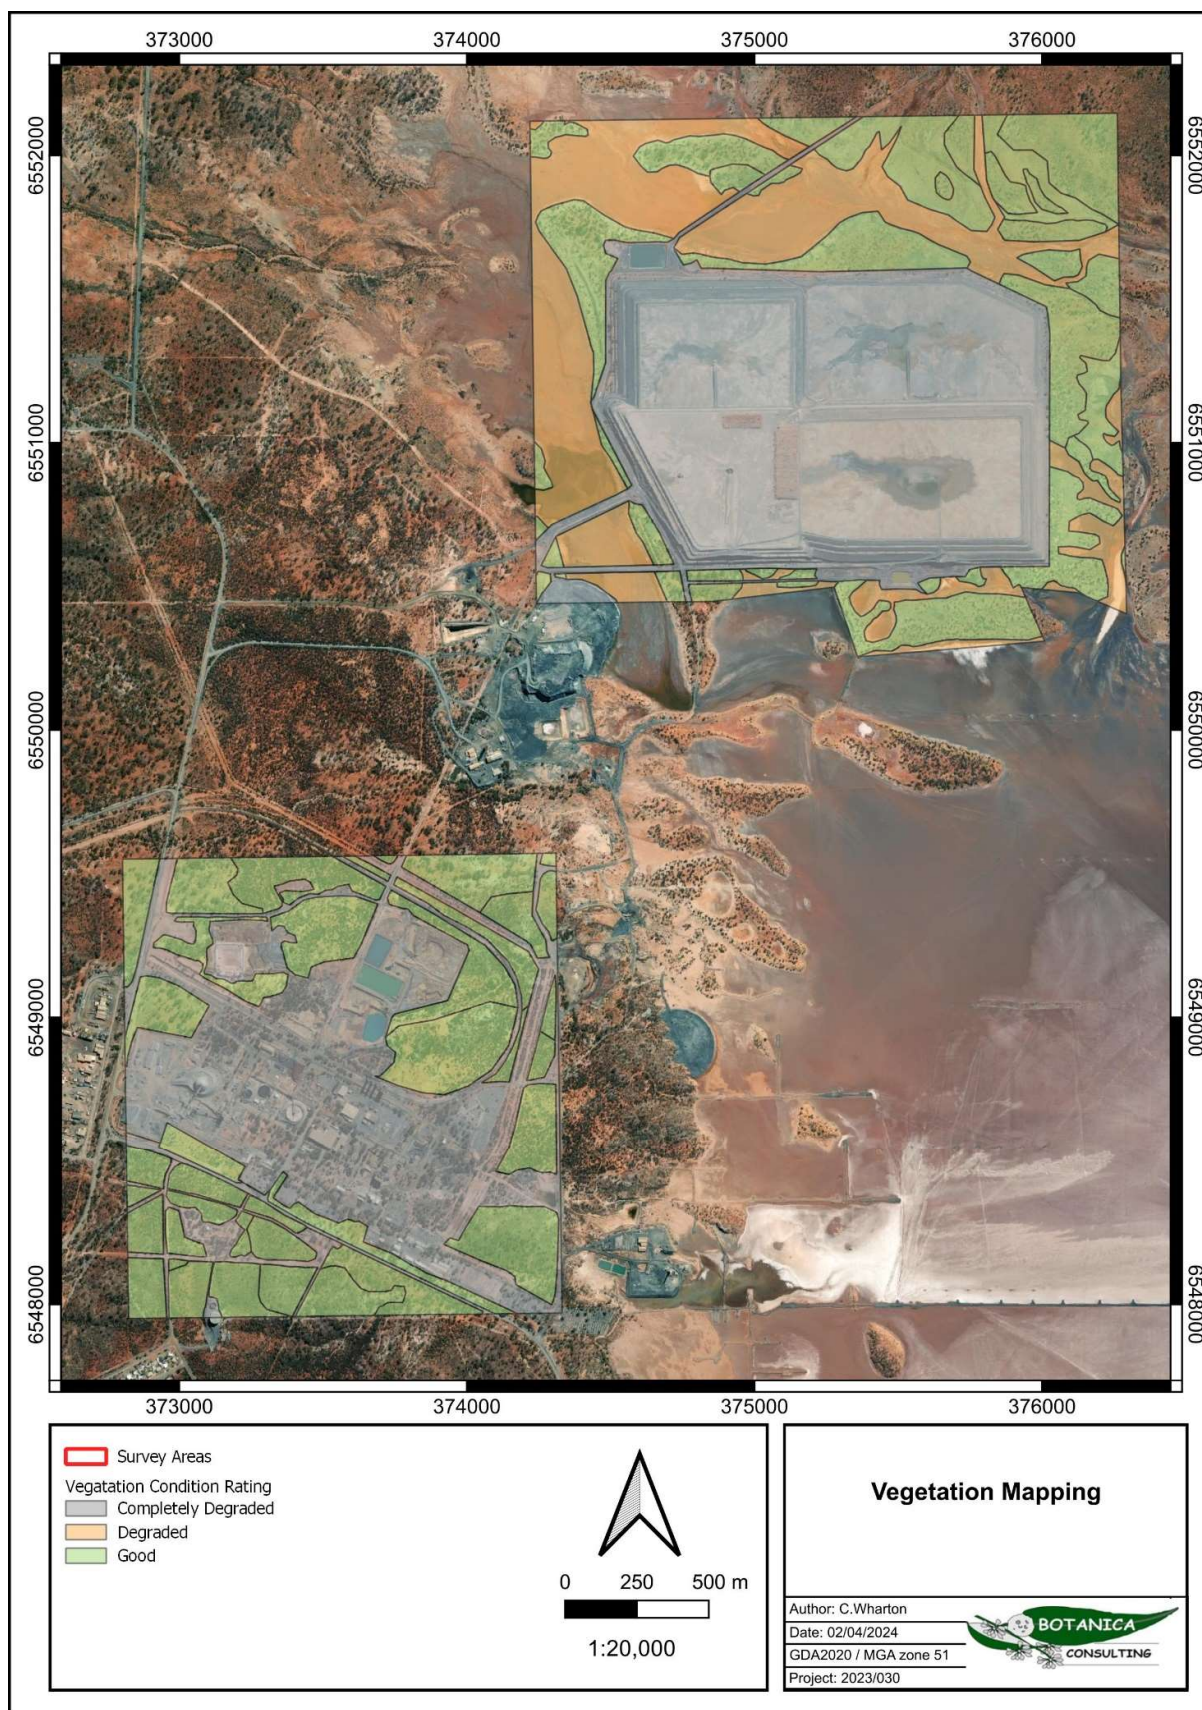 373000 374000 375000 376000
6552000 6552000
6551000 6551000
6550000 6550000
6549000 6549000
6548000 6548000
373000 374000 375000 376000
Survey Areas
Vegatation Condition Rating
Completely Degraded
Degraded
Good
0 250 500 m
1:20,000
Vegetation Mapping
Author: C.Wharton
Date: 02/04/2024
GDA2020 / MGA zone 51
Project: 2023/030
BOTANICA
CONSULTING